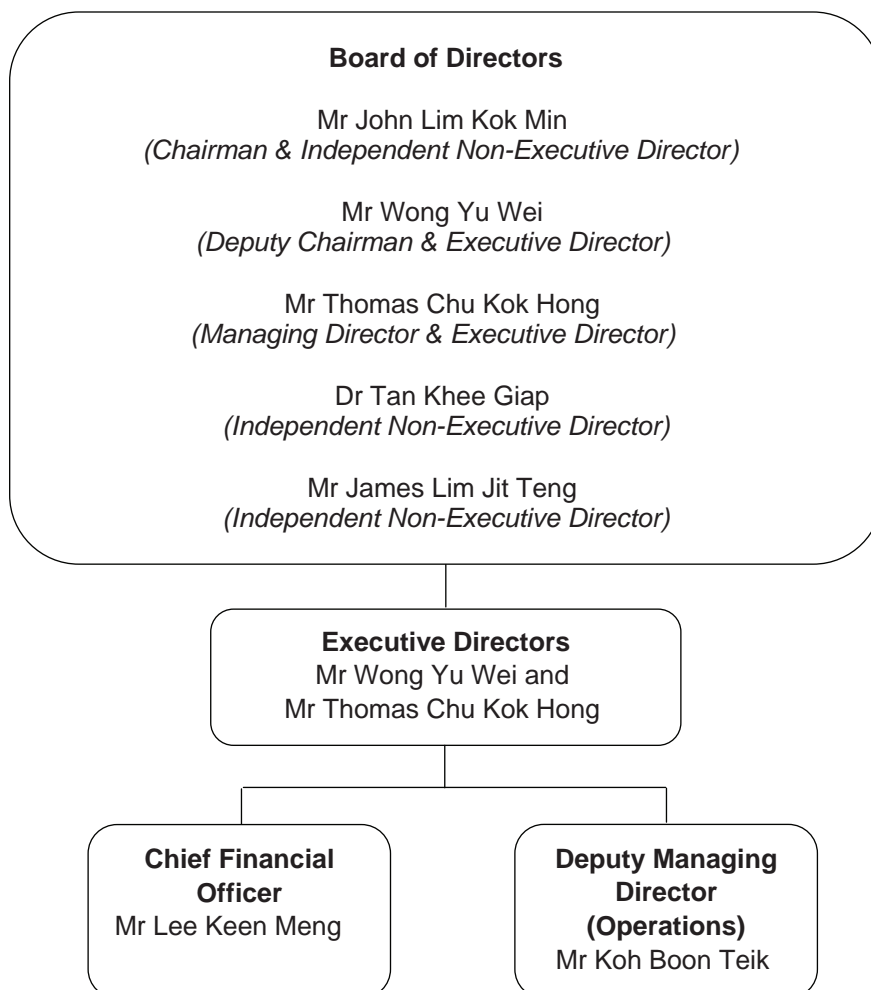 Board of Directors
Mr John Lim Kok Min
(Chairman & Independent Non-Executive Director)
Mr Wong Yu Wei
(Deputy Chairman & Executive Director)
Mr Thomas Chu Kok Hong
(Managing Director & Executive Director)
Dr Tan Khee Giap
(Independent Non-Executive Director)
Mr James Lim Jit Teng
(Independent Non-Executive Director)
Executive Directors
Mr Wong Yu Wei and
Mr Thomas Chu Kok Hong
Chief Financial
Officer
Mr Lee Keen Meng
Deputy Managing
Director
(Operations)
Mr Koh Boon Teik